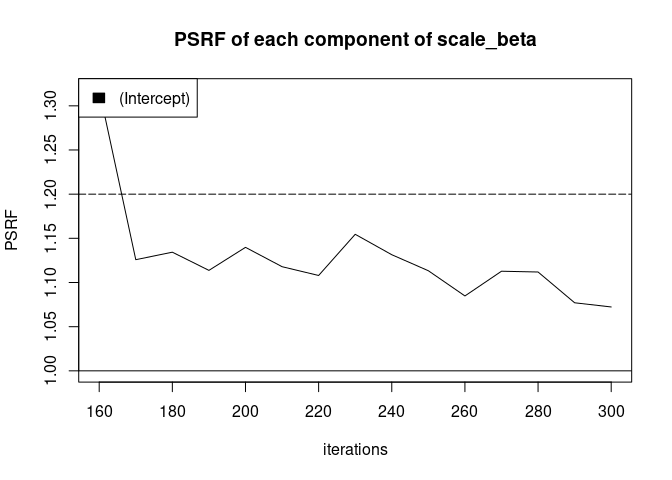 PSRF of each component of scale_beta
(Intercept)
PSRF
1.30
1.25
1.20
1.15
1.10
1.05
1.00
160 180 200 220 240 260 280 300
iterations